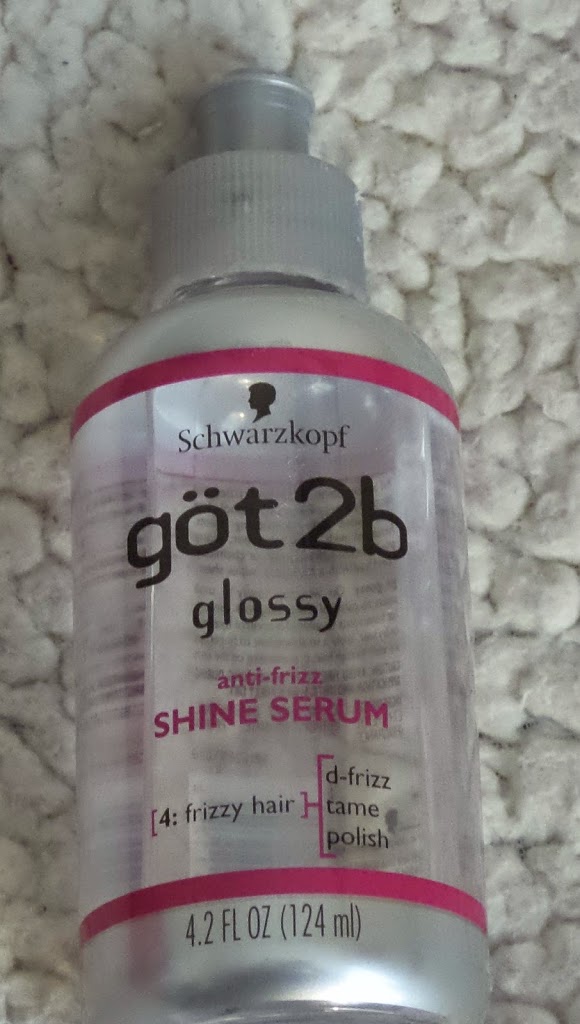 Schwarzkopf
göt2b
glossy
anti-frizz
SHINE SERUM
[4: frizzy hair]
d-frizz
tame
polish
4.2 FL OZ (124 ml)